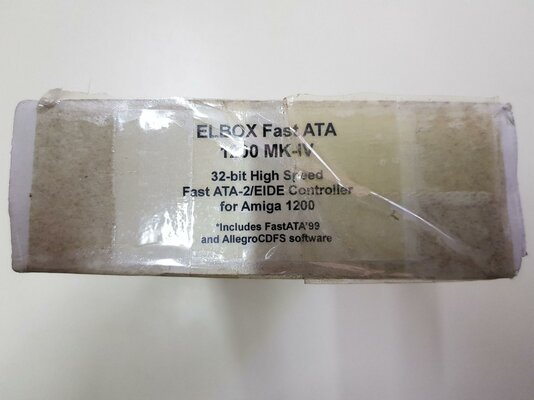 ELBOX Fast ATA
1260 MK-IV
32-bit High Speed
Fast ATA-2/EIDE Controller
for Amiga 1200
*Includes FastATA'99
and AllegroCDFS software